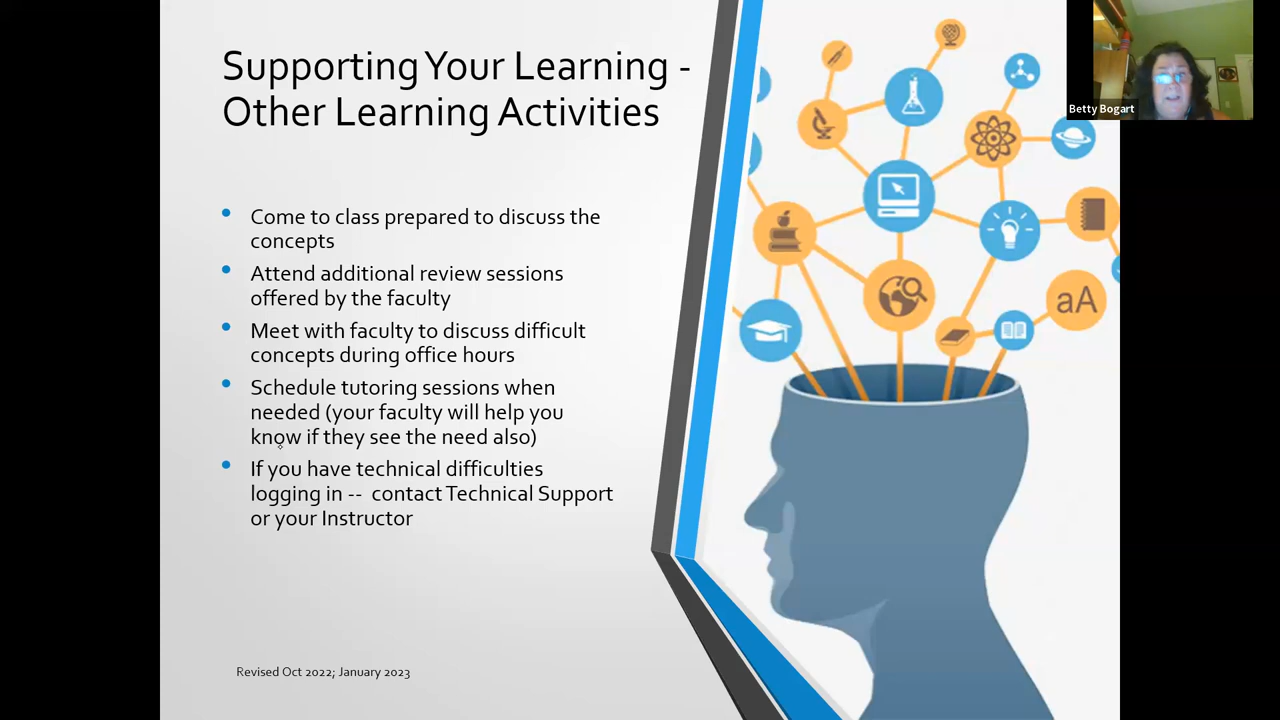 Supporting Your Learning -
Other Learning Activities
Betty Bogart
Come to class prepared to discuss the
concepts
Attend additional review sessions
offered by the faculty
Meet with faculty to discuss difficult
concepts during office hours
Schedule tutoring sessions when
needed (your faculty will help you
know if they see the need also)
If you have technical difficulties
logging in -- contact Technical Support
or your Instructor
aA
Revised Oct 2022; January 2023